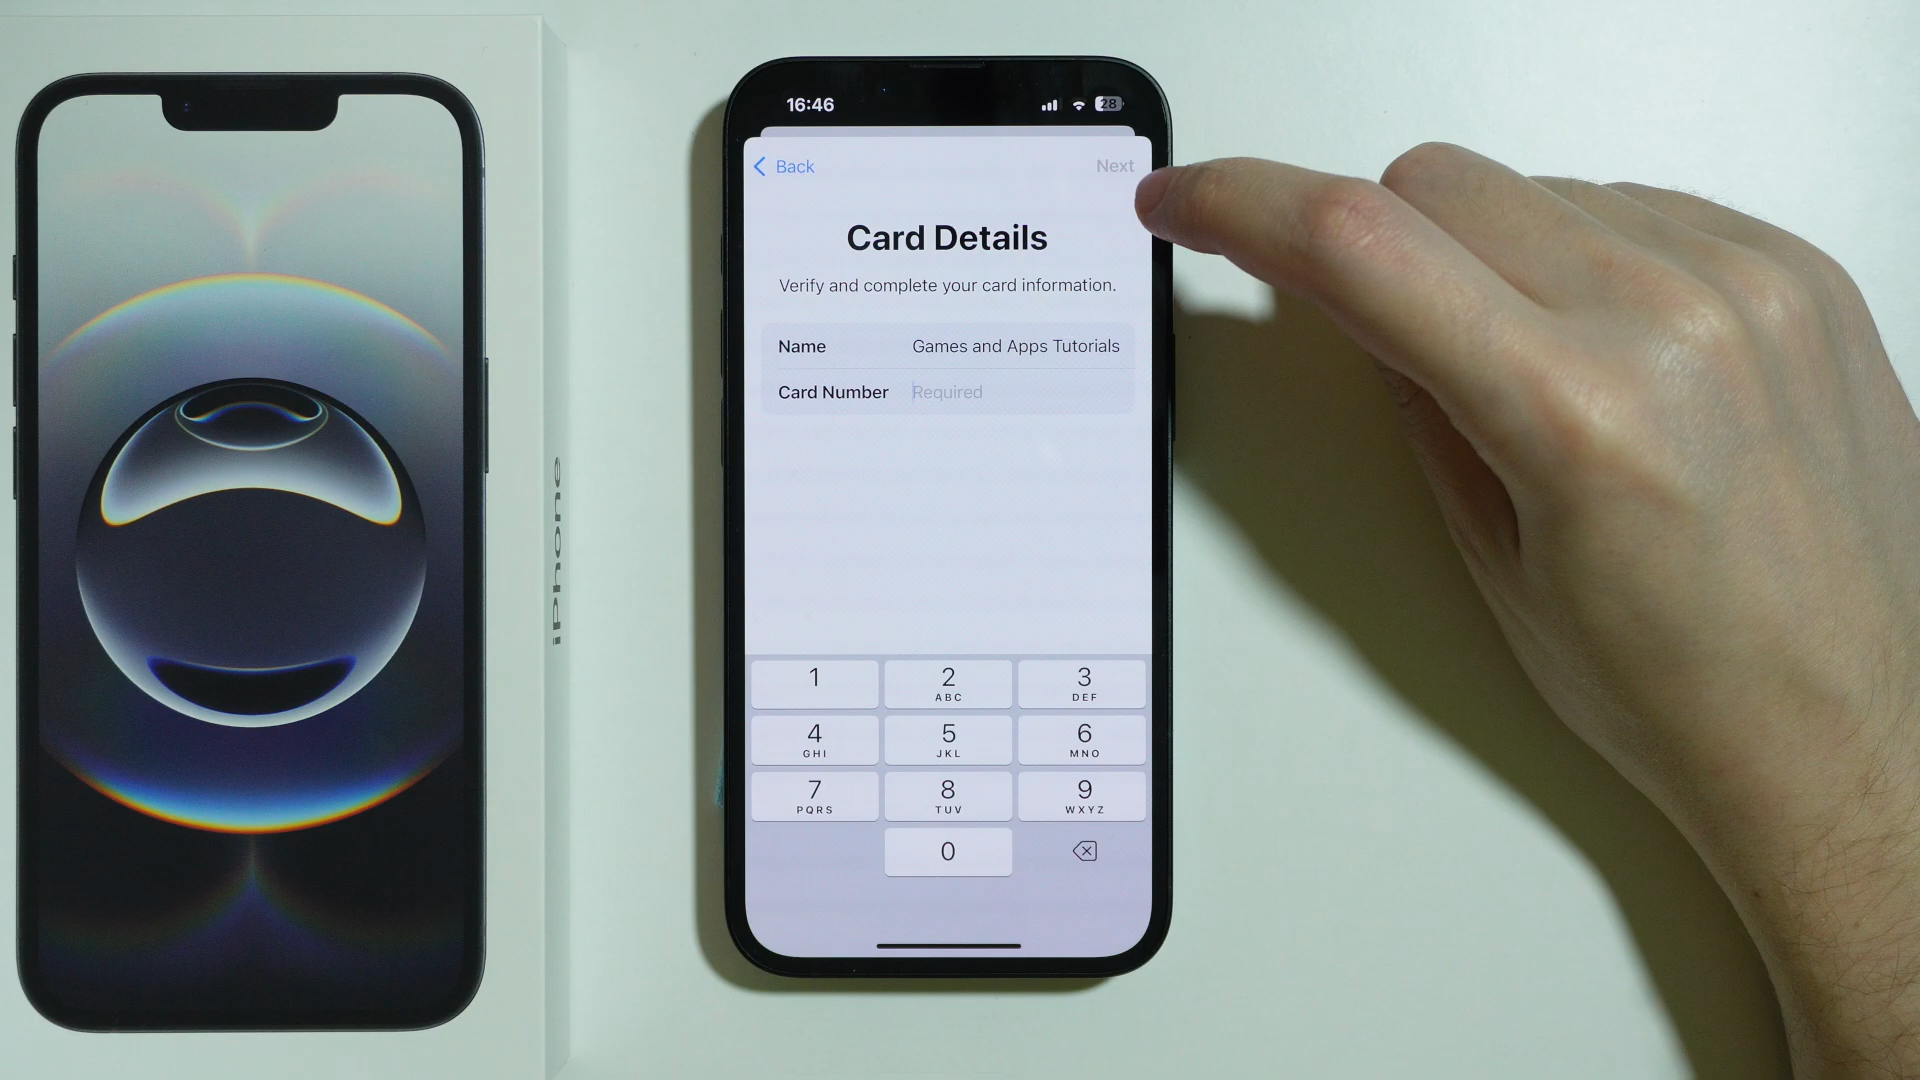 iPhone
16:46
28
Back
Next
Card Details
Verify and complete your card information.
Name Games and Apps Tutorials
Card Number Required
1 2 3
ABC DEF
4 5 6
GHI JKL MNO
7 8 9
PQRS TUV WXYZ
0